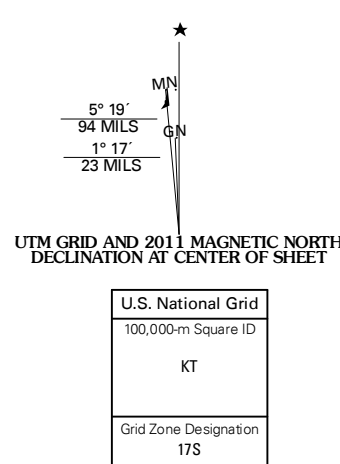 MN
5° 19´
94 MILS
GN
1° 17´
23 MILS
UTM GRID AND 2011 MAGNETIC NORTH
DECLINATION AT CENTER OF SHEET
U.S. National Grid
100,000-m Square ID
KT
Grid Zone Designation
17S